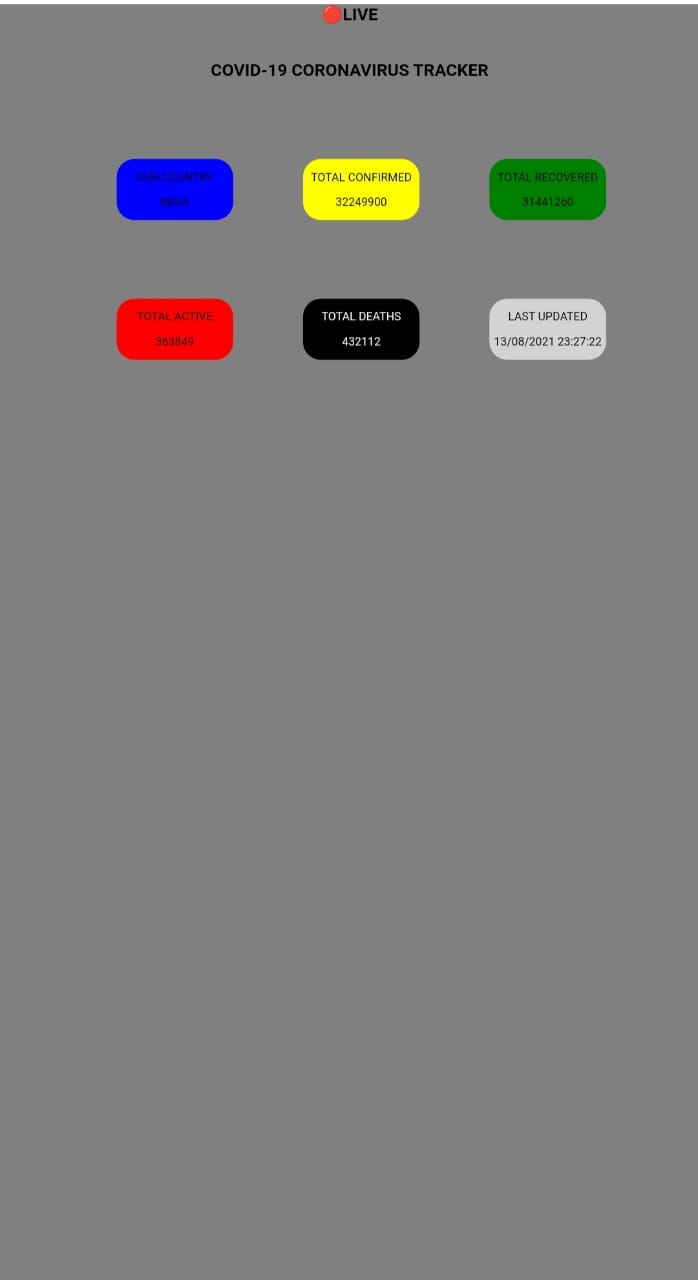 🔴LIVE
COVID-19 CORONAVIRUS TRACKER
OUR COUNTRY
INDIA
TOTAL CONFIRMED
32249900
TOTAL RECOVERED
31441260
TOTAL ACTIVE
363849
TOTAL DEATHS
432112
LAST UPDATED
13/08/2021 23:27:22